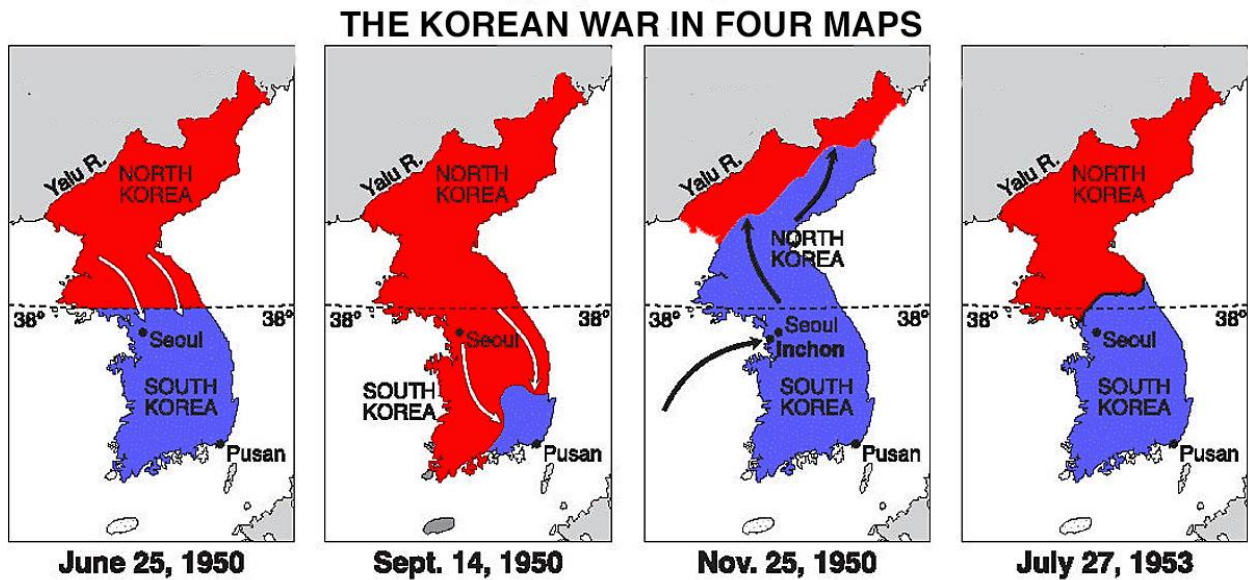 THE KOREAN WAR IN FOUR MAPS
Yalu R.
NORTH
KOREA
38°
38°
Seoul
SOUTH
KOREA
Pusan
June 25, 1950
Yalu R.
NORTH
KOREA
38°
38°
Seoul
SOUTH
KOREA
Pusan
Sept. 14, 1950
Yalu R.
NORTH
KOREA
38°
38°
Seoul
Inchon
SOUTH
KOREA
Pusan
Nov. 25, 1950
Yalu R.
NORTH
KOREA
38°
38°
Seoul
SOUTH
KOREA
Pusan
July 27, 1953